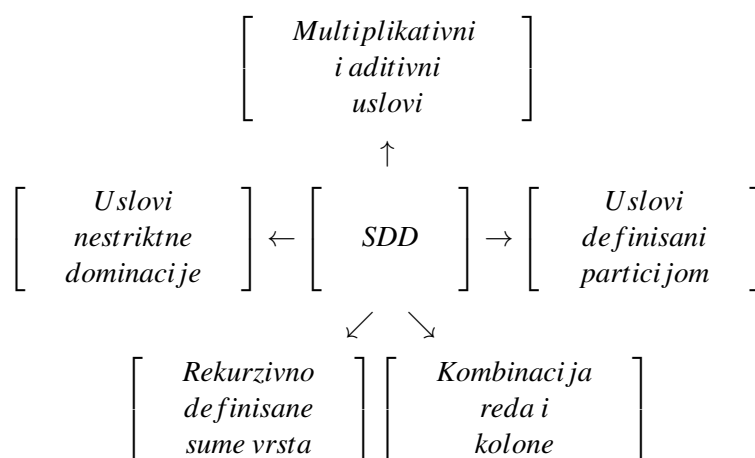 Multiplikativni
i aditivni
uslovi
↑
Uslovi
nestriktne
dominacije
←
SDD
→
Uslovi
definisani
particijom
↙ ↘
Rekurzivno
definisane
sume vrsta
Kombinacija
reda i
kolone